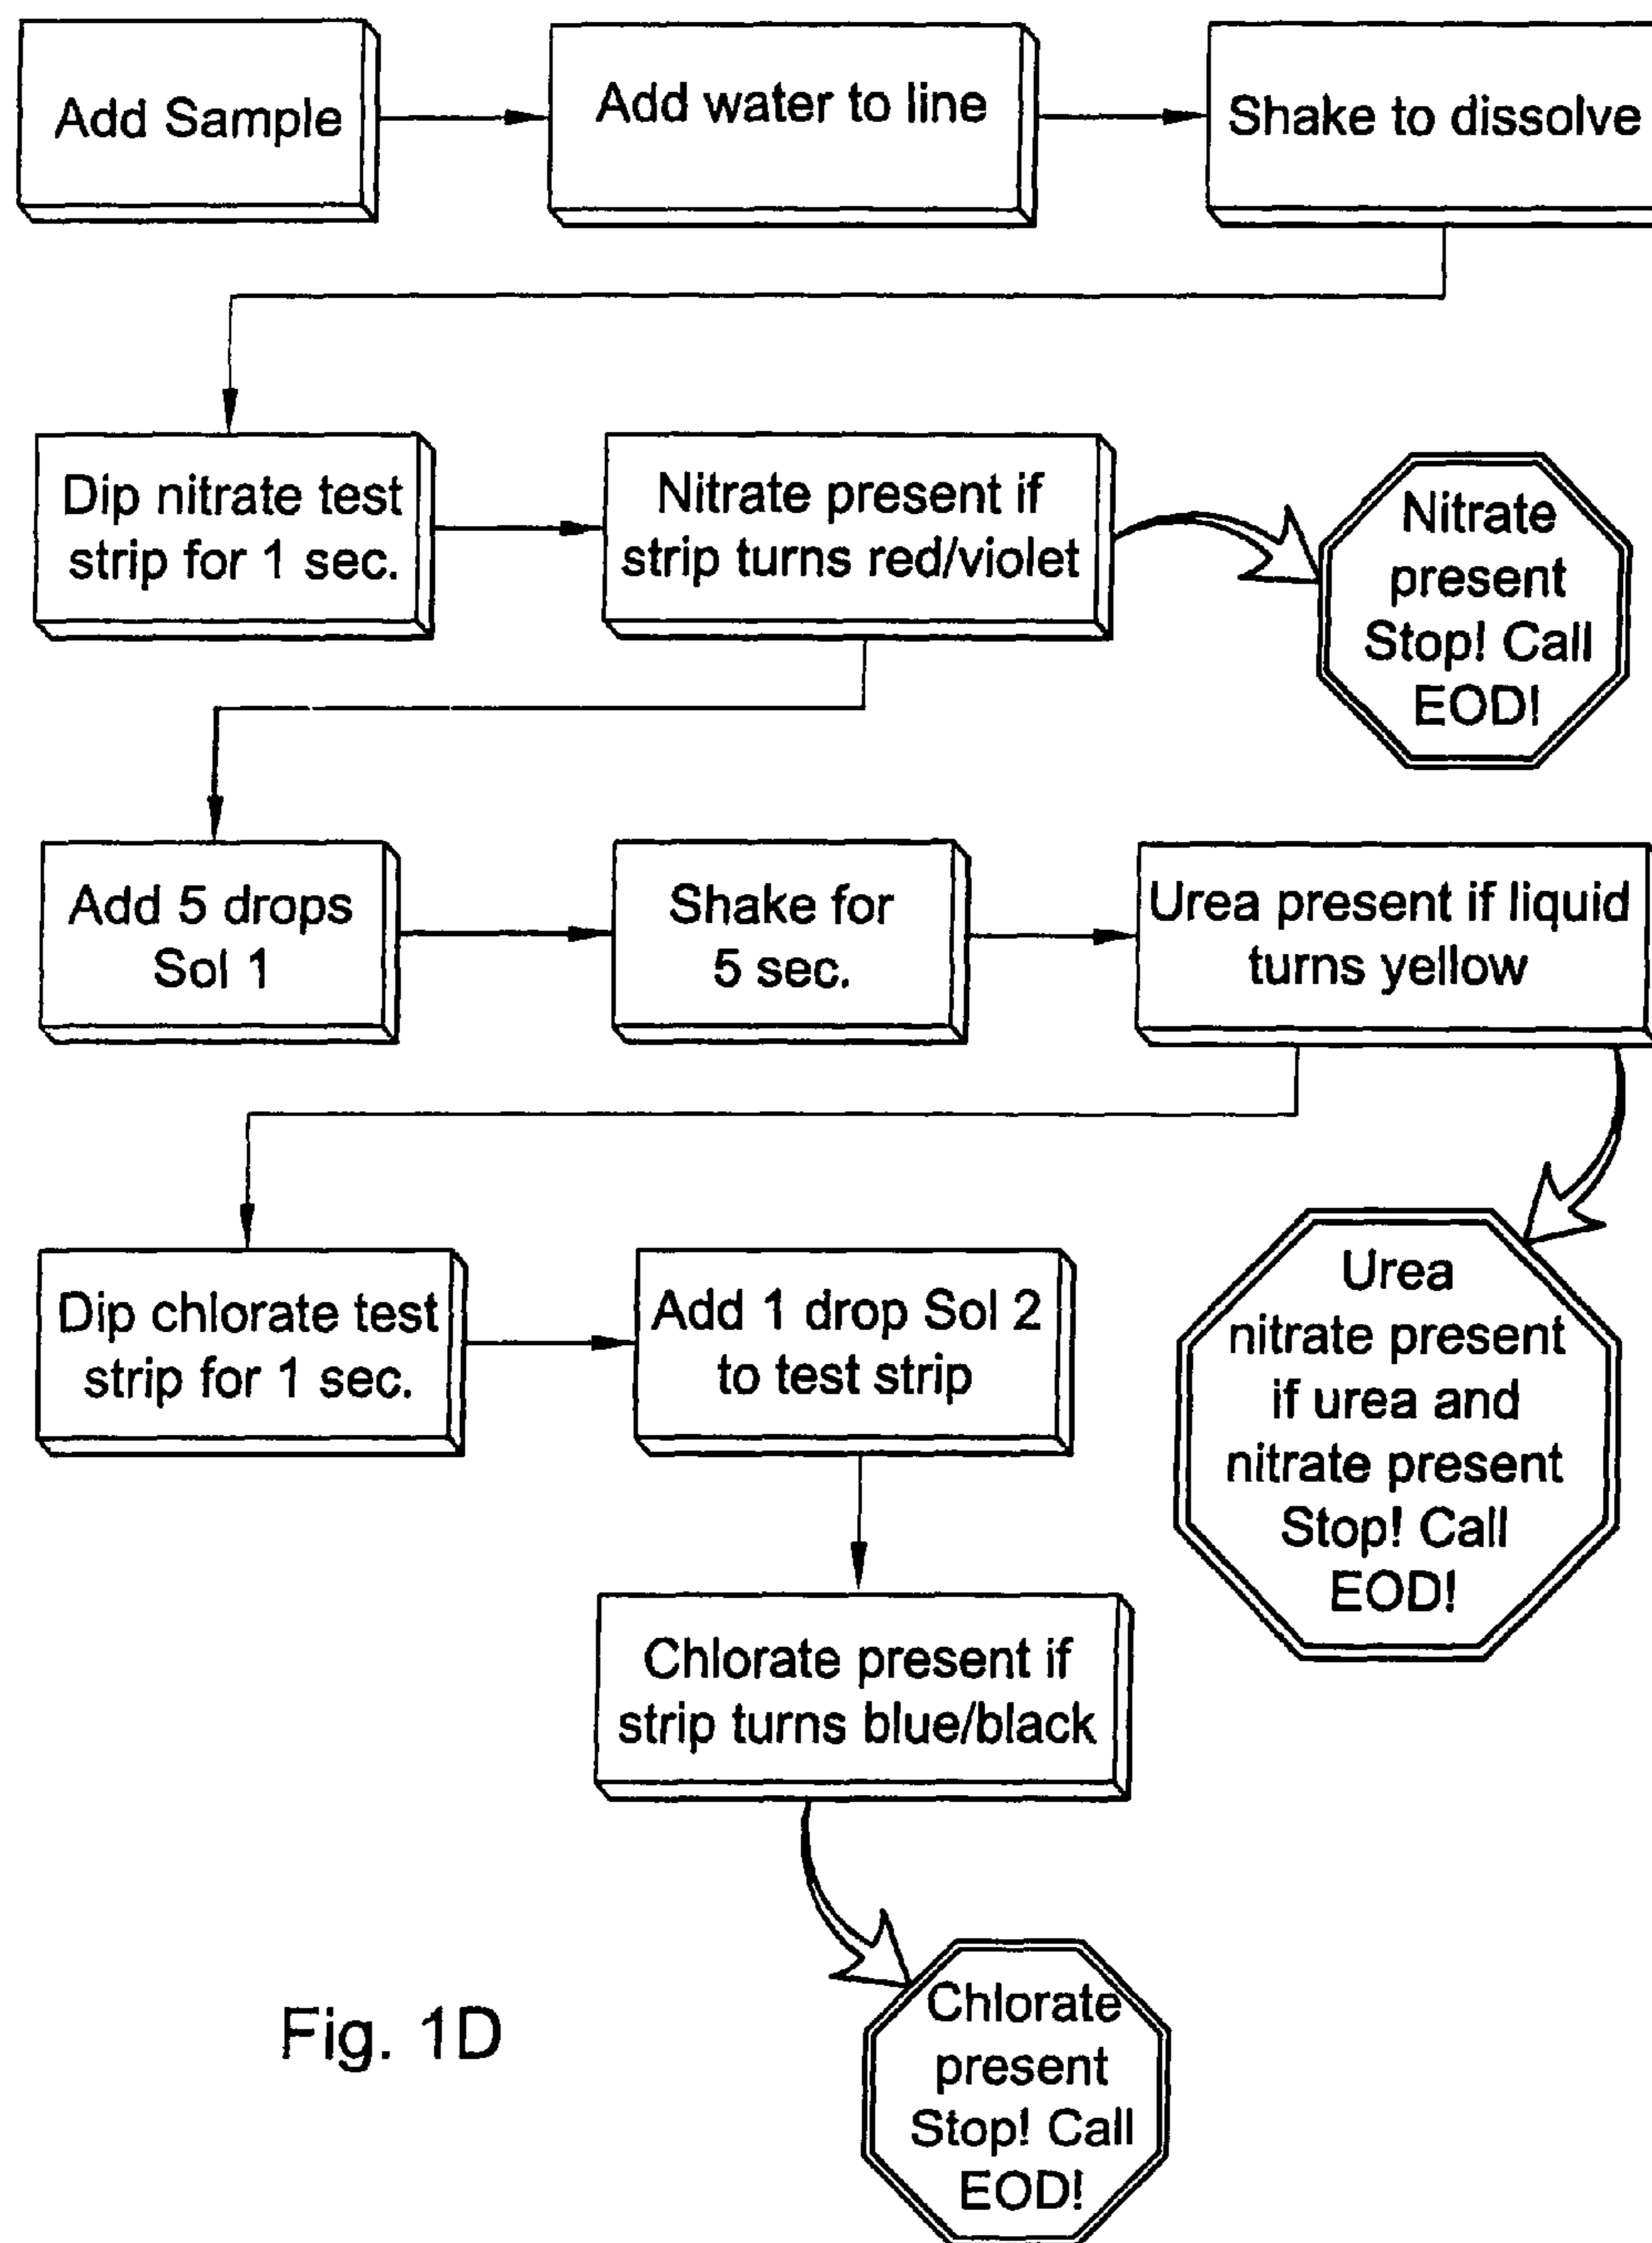 Add Sample
Add water to line
Shake to dissolve
Dip nitrate test
strip for 1 sec.
Nitrate present if
strip turns red/violet
Nitrate
present
Stop! Call
EOD!
Add 5 drops
Sol 1
Shake for
5 sec.
Urea present if liquid
turns yellow
Dip chlorate test
strip for 1 sec.
Add 1 drop Sol 2
to test strip
Urea
nitrate present
if urea and
nitrate present
Stop! Call
EOD!
Chlorate present if
strip turns blue/black
Chlorate
present
Stop! Call
EOD!
Fig. 1D